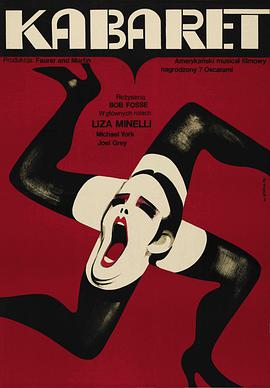 KABARET
Produkcja: Feurer and Martin
Amerykański musical filmowy
nagrodzony 7 Oscarami
Reżyseria
BOB FOSSE
W głównych rolach
LIZA MINELLI
Michael York
Joel Grey